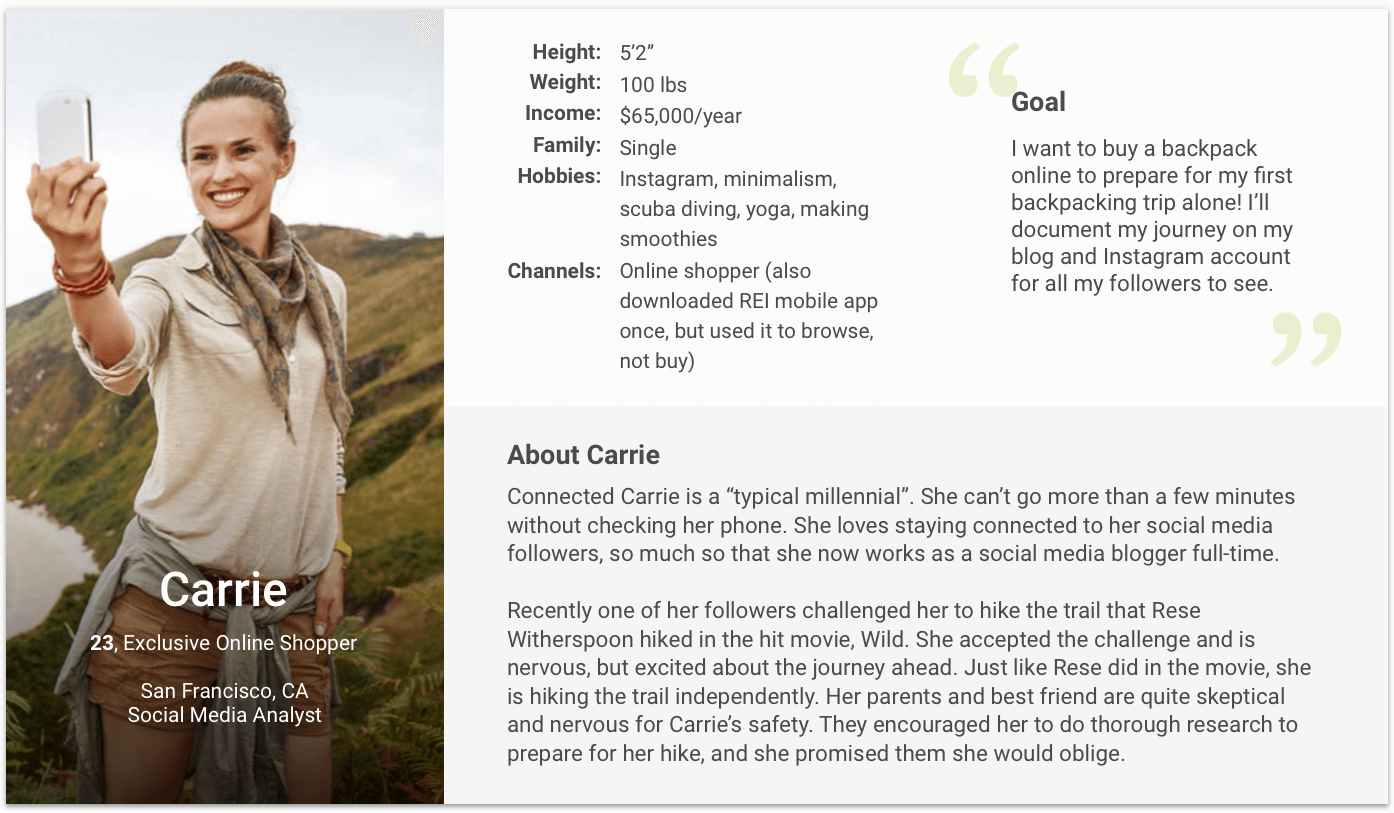 Carrie
23, Exclusive Online Shopper
San Francisco, CA
Social Media Analyst
Height: 5’2”
Weight: 100 lbs
Income: $65,000/year
Family: Single
Hobbies: Instagram, minimalism,
scuba diving, yoga, making
smoothies
Channels: Online shopper (also
downloaded REI mobile app
once, but used it to browse,
not buy)
“
Goal
I want to buy a backpack
online to prepare for my first
backpacking trip alone! I’ll
document my journey on my
blog and Instagram account
for all my followers to see.
”
About Carrie
Connected Carrie is a “typical millennial”. She can’t go more than a few minutes
without checking her phone. She loves staying connected to her social media
followers, so much so that she now works as a social media blogger full-time.
Recently one of her followers challenged her to hike the trail that Rese
Witherspoon hiked in the hit movie, Wild. She accepted the challenge and is
nervous, but excited about the journey ahead. Just like Rese did in the movie, she
is hiking the trail independently. Her parents and best friend are quite skeptical
and nervous for Carrie’s safety. They encouraged her to do thorough research to
prepare for her hike, and she promised them she would oblige.